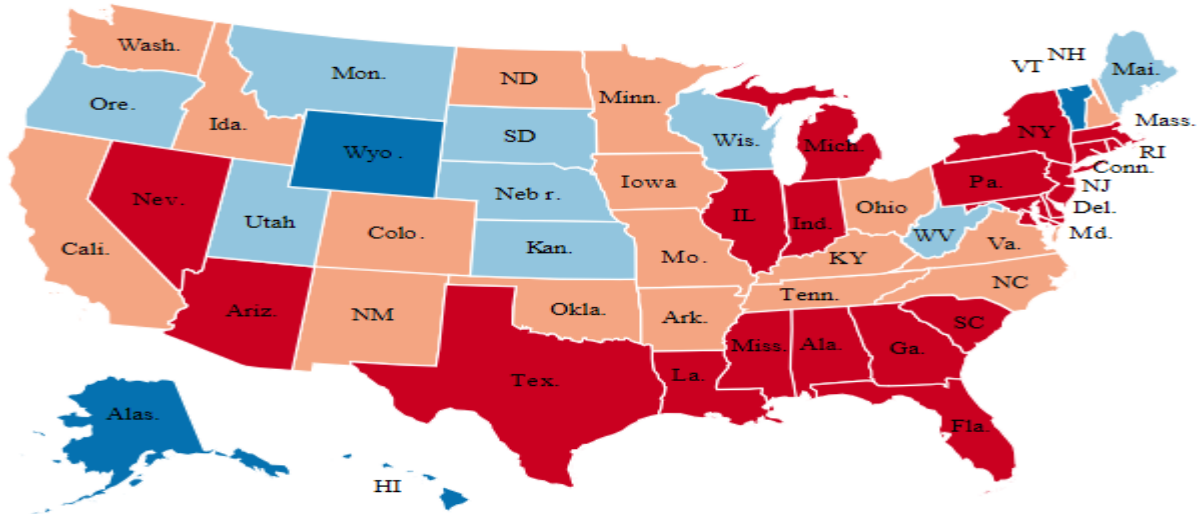 Wash.
Mon.
ND
Minn.
VT
NH
Mai.
Ore.
Ida.
SD
Wis.
Mich.
NY
Mass.
Wyo .
RI
Nev.
Utah
Neb r.
Iowa
IL
Ind.
Ohio
Pa.
Conn.
NJ
Del.
Cali.
Colo.
Kan.
Mo.
KY
WV
Va.
Md.
Ariz.
NM
Okla.
Ark.
Tenn.
NC
Tex.
La.
Miss.
Ala.
Ga.
SC
Alas.
Fla.
HI